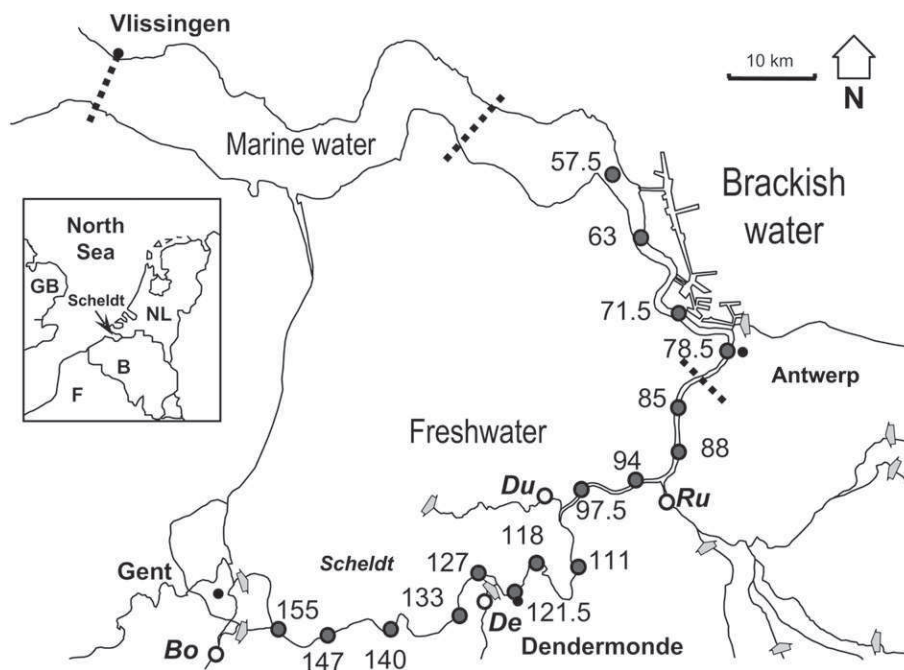 Vlissingen
10 km
N
Marine water
57.5
Brackish
water
63
North
Sea
GB
Scheldt
NL
B
F
71.5
78.5
Antwerp
85
Freshwater
88
94
Du
97.5
Ru
118
111
127
Scheldt
Gent
133
De
121.5
155
Dendermonde
Bo
147
140